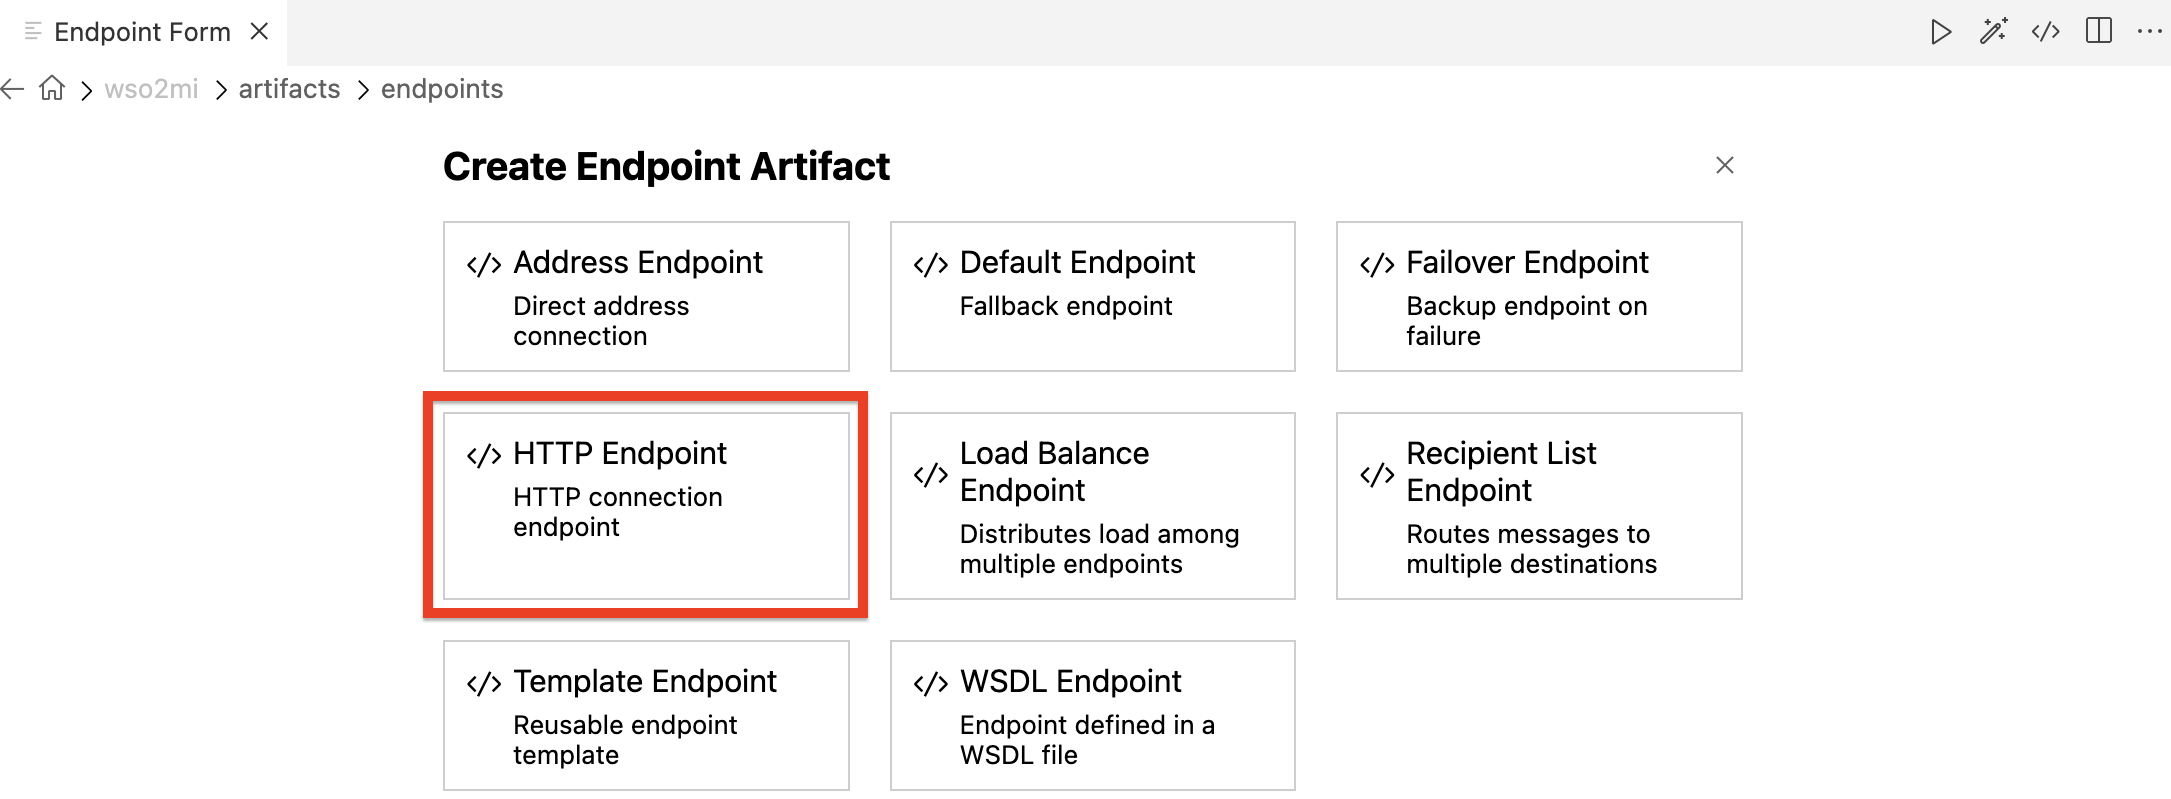 Endpoint Form
wso2mi > artifacts > endpoints
Create Endpoint Artifact
Address Endpoint
Direct address
connection
Default Endpoint
Fallback endpoint
Failover Endpoint
Backup endpoint on
failure
HTTP Endpoint
HTTP connection
endpoint
Load Balance
Endpoint
Distributes load among
multiple endpoints
Recipient List
Endpoint
Routes messages to
multiple destinations
Template Endpoint
Reusable endpoint
template
WSDL Endpoint
Endpoint defined in a
WSDL file